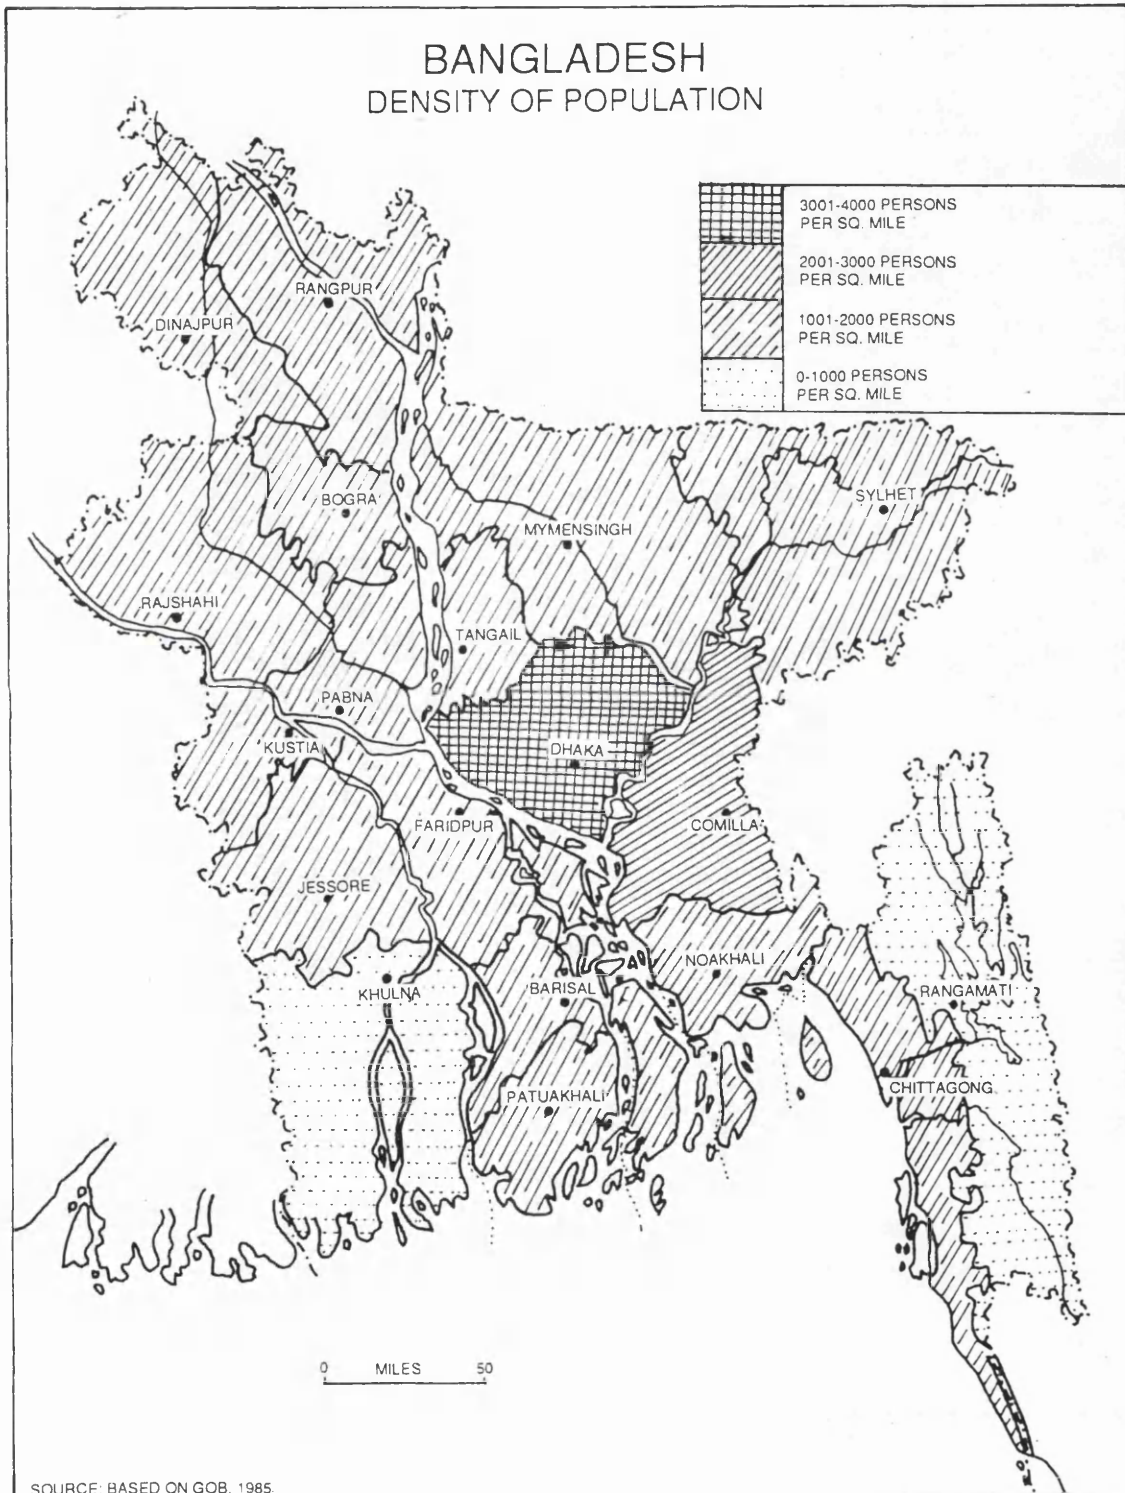 BANGLADESH
DENSITY OF POPULATION
3001-4000 PERSONS
PER SQ. MILE
2001-3000 PERSONS
PER SQ. MILE
1001-2000 PERSONS
PER SQ. MILE
0-1000 PERSONS
PER SQ. MILE
RANGPUR
DINAJPUR
BOGRA
SYLHET
MYMENSINGH
RAJSHAHI
TANGAIL
PABNA
KUSTIA
DHAKA
FARIDPUR
COMILLA
JESSORE
NOAKHALI
KHULNA
BARISAL
RANGAMATI
PATUAKHALI
CHITTAGONG
0 MILES 50
SOURCE: BASED ON GOB, 1985.